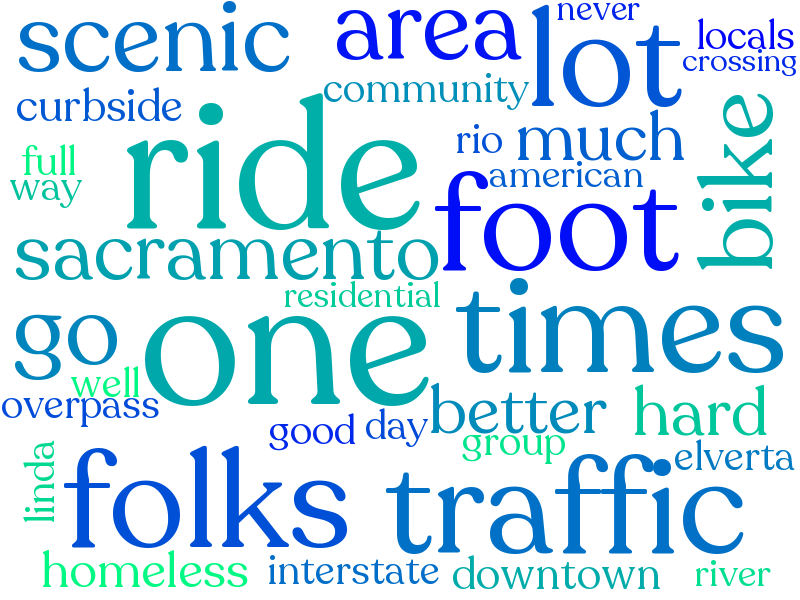 never
scenic
area
lot
locals
crossing
community
curbside
ride
rio
much
bike
full
way
american
foot
sacramento
residential
times
go
one
well
overpass
better
hard
good
day
group
elverta
linda
folks
traffic
homeless
interstate
downtown
river